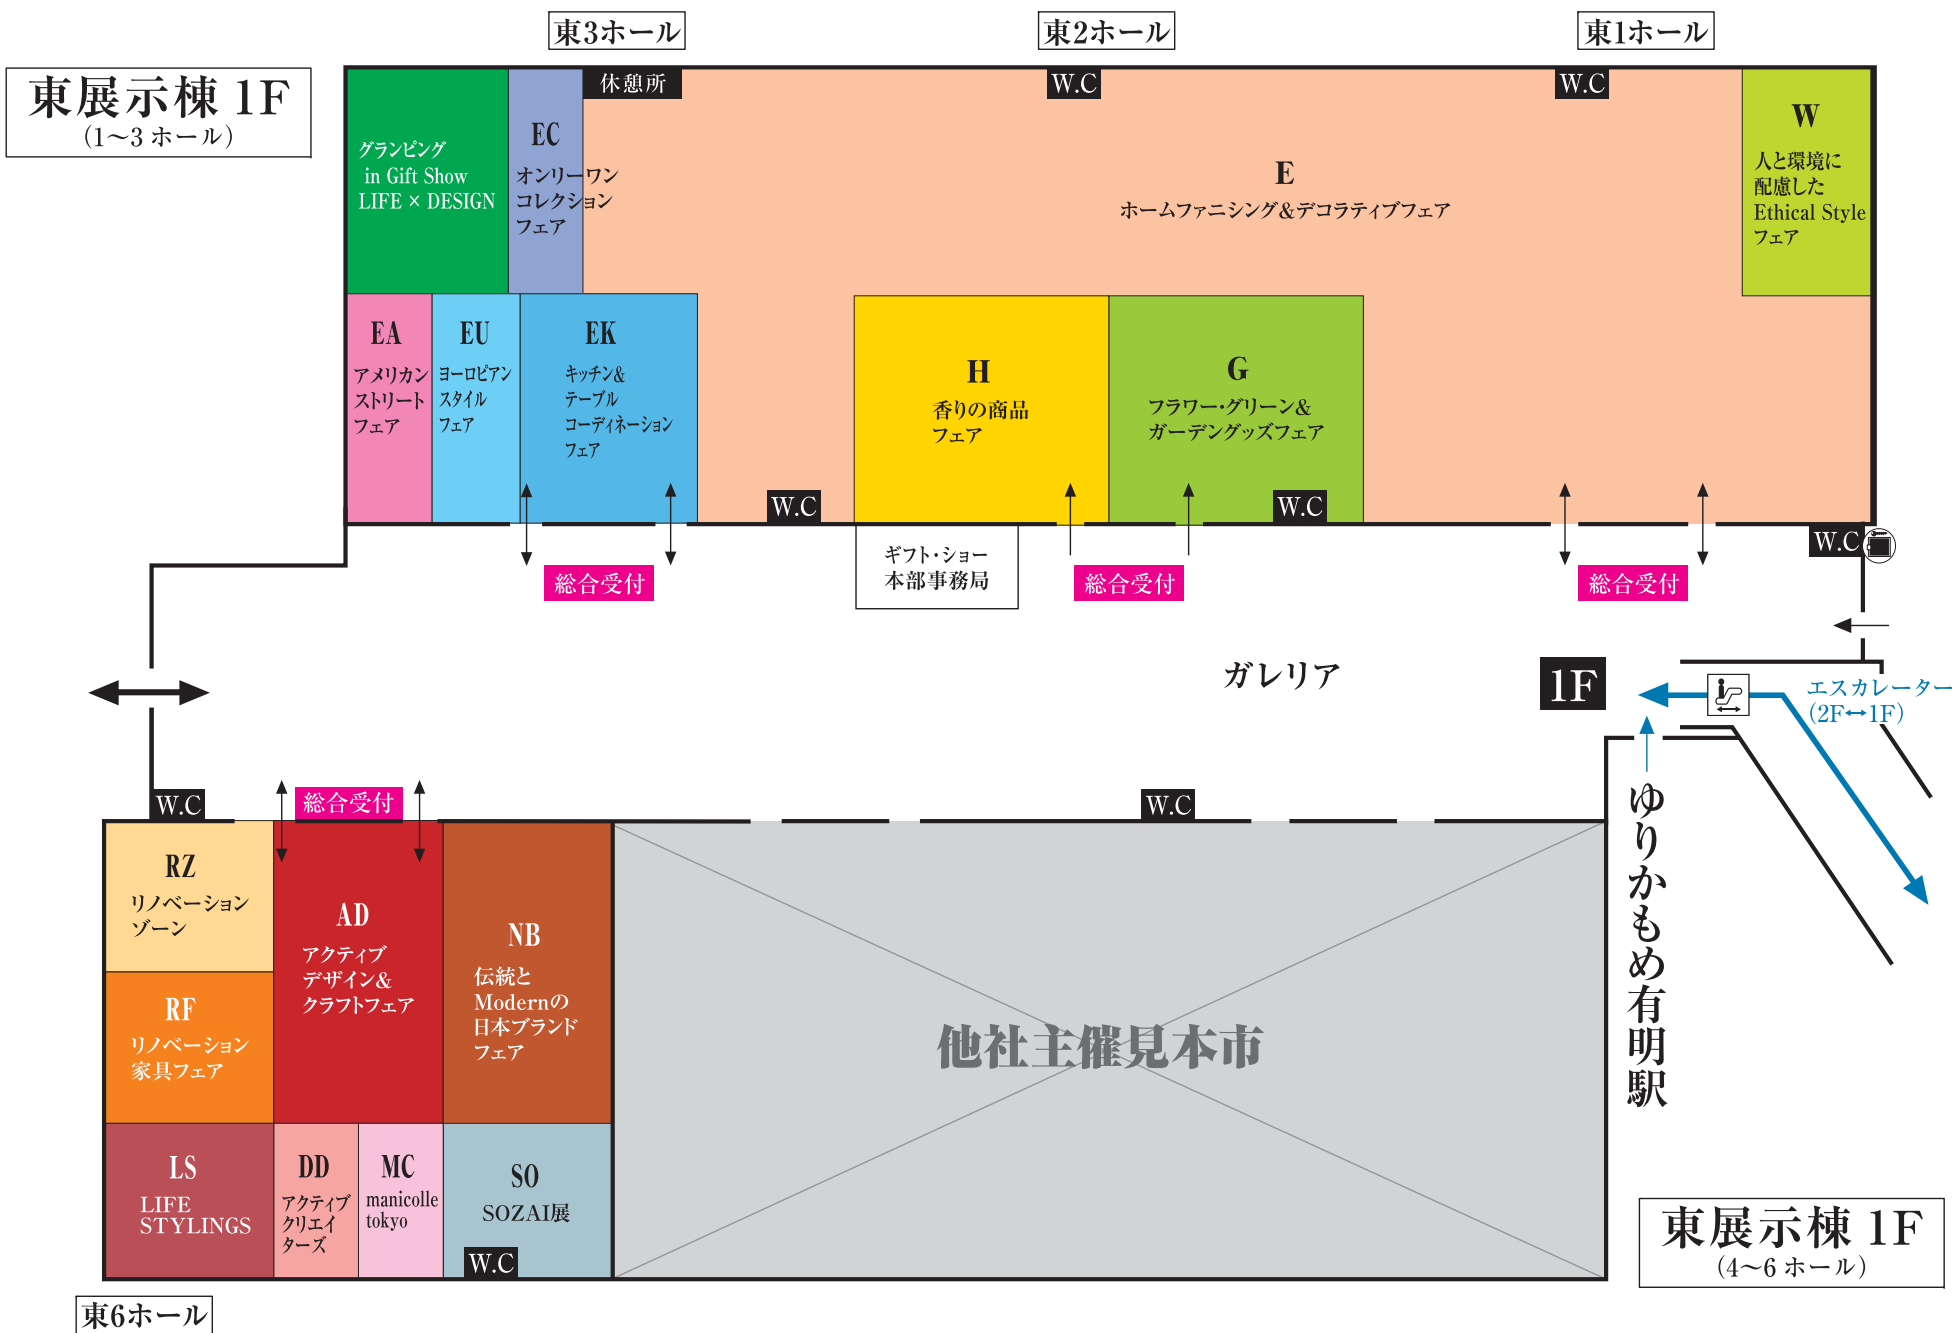 東3ホール
東2ホール
東1ホール
東展示棟 1F
(1〜3 ホール)
休憩所
W.C
W.C
グランピング
in Gift Show
LIFE × DESIGN
EC
オンリーワン
コレクション
フェア
E
ホームファニシング&デコラティブフェア
W
人と環境に
配慮した
Ethical Style
フェア
EA
アメリカン
ストリート
フェア
EU
ヨーロピアン
スタイル
フェア
EK
キッチン&
テーブル
コーディネーション
フェア
H
香りの商品
フェア
G
フラワー・グリーン&
ガーデングッズフェア
W.C
W.C
W.C
総合受付
ギフト・ショー
本部事務局
総合受付
総合受付
ガレリア
1F
エスカレーター
(2F↔1F)
ゆりかもめ有明駅
W.C
総合受付
W.C
RZ
リノベーション
ゾーン
AD
アクティブ
デザイン&
クラフトフェア
NB
伝統と
Modernの
日本ブランド
フェア
RF
リノベーション
家具フェア
他社主催見本市
LS
LIFE
STYLINGS
DD
アクティブ
クリエイ
ターズ
MC
manicolle
tokyo
SO
SOZAI展
W.C
東展示棟 1F
(4〜6 ホール)
東6ホール